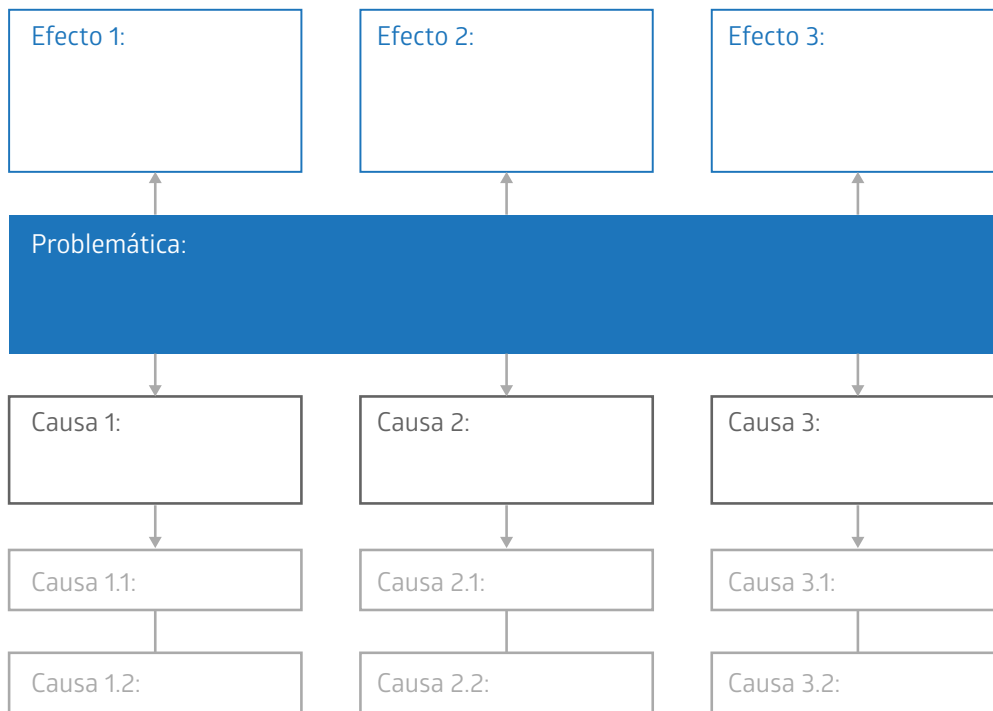 Efecto 1:
Efecto 2:
Efecto 3:
Problemática:
Causa 1:
Causa 2:
Causa 3:
Causa 1.1:
Causa 2.1:
Causa 3.1:
Causa 1.2:
Causa 2.2:
Causa 3.2: